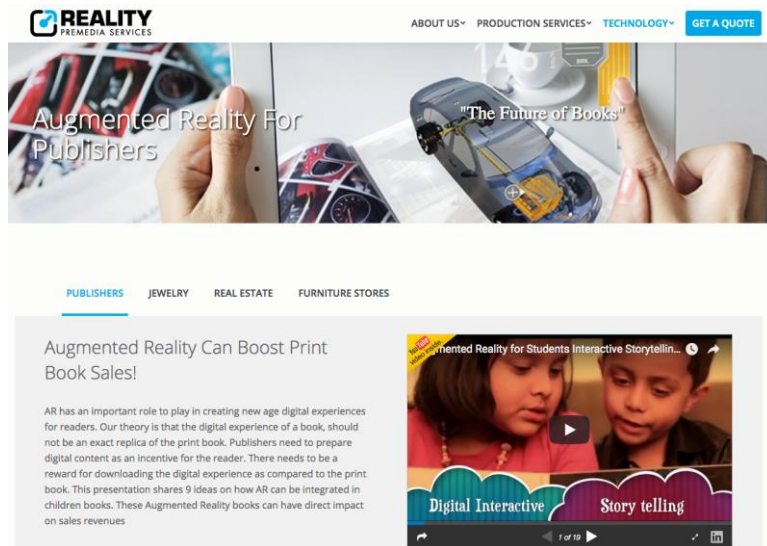 REALITY
PREMEDIA SERVICES
ABOUT US
PRODUCTION SERVICES
TECHNOLOGY
GET A QUOTE
Augmented Reality For
Publishers
"The Future of Books"
PUBLISHERS
JEWELRY
REAL ESTATE
FURNITURE STORES
Augmented Reality Can Boost Print
Book Sales!
AR has an important role to play in creating new age digital experiences
for readers. Our theory is that the digital experience of a book, should
not be an exact replica of the print book. Publishers need to prepare
digital content as an incentive for the reader. There needs to be a
reward for downloading the digital experience as compared to the print
book. This presentation shares 9 ideas on how AR can be integrated in
children books. These Augmented Reality books can have direct impact
on sales revenues
YouTube
video inside
mented Reality for Students Interactive Storytellin...
Digital Interactive
Story telling
1 of 19
in